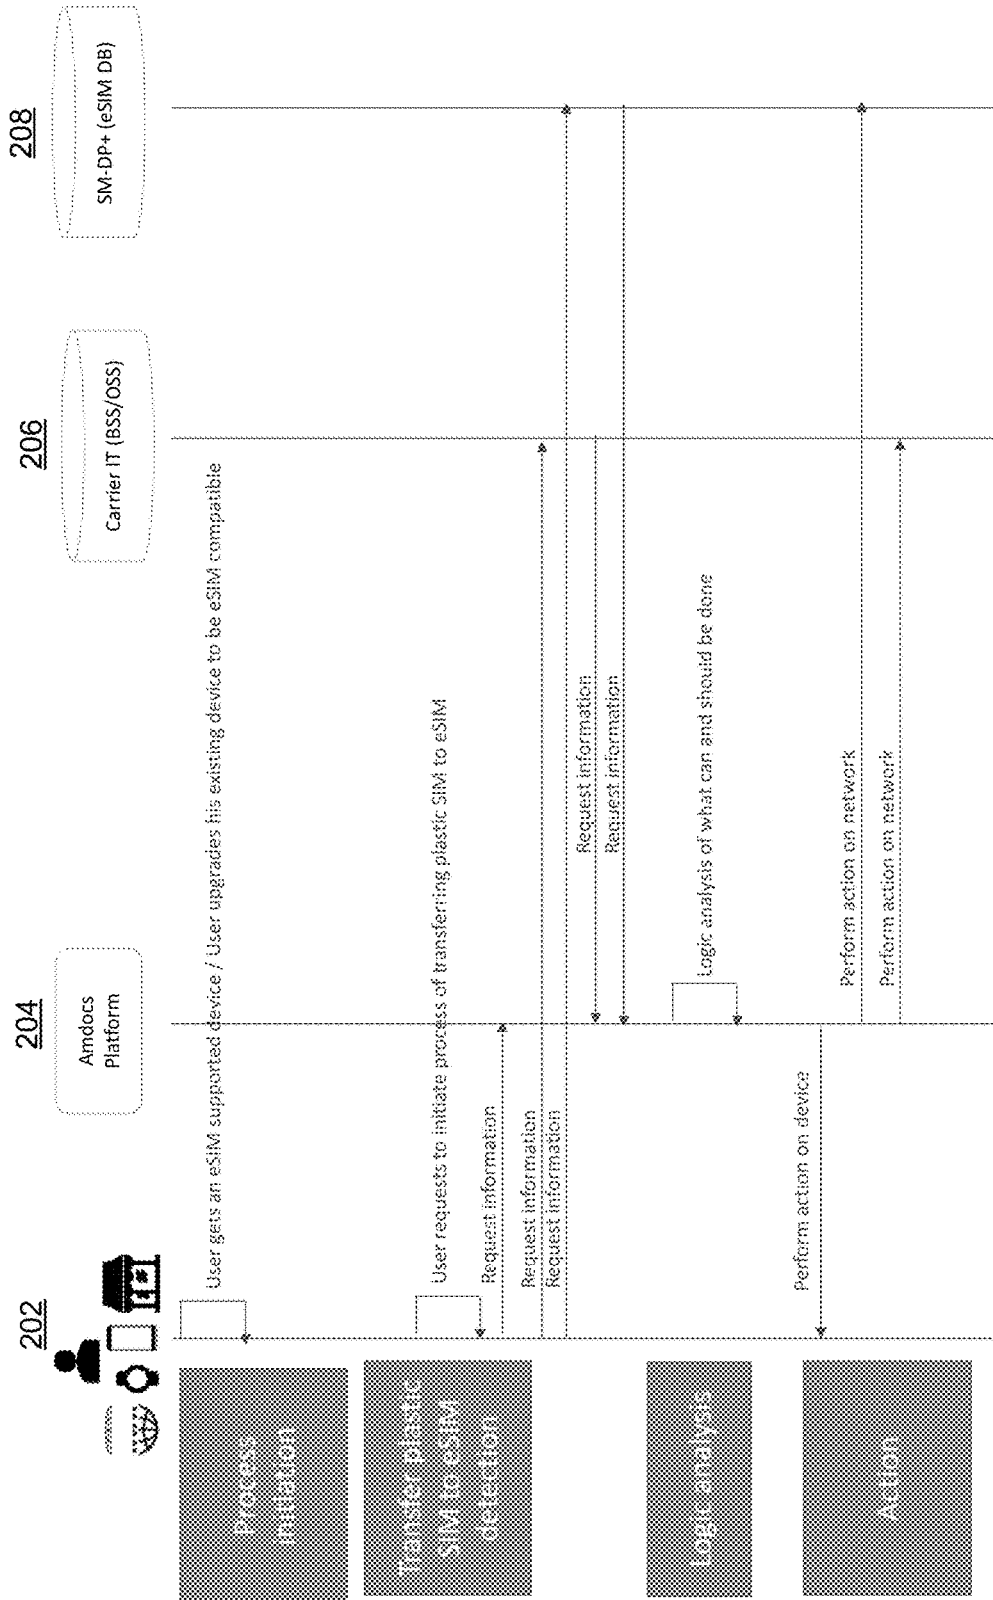 202
204
206
208
Amdocs
Platform
Carrier IT (BSS/OSS)
SM-DP+ (eSIM DB)
Process
initiation
User gets an eSIM supported device / User upgrades his existing device to be eSIM compatible
Transfer plastic
SIM to eSIM
detection
User requests to initiate process of transferring plastic SIM to eSIM
Request information
Request information
Request information
Request information
Request information
Logic analysis
Logic analysis of what can and should be done
Action
Perform action on device
Perform action on network
Perform action on network